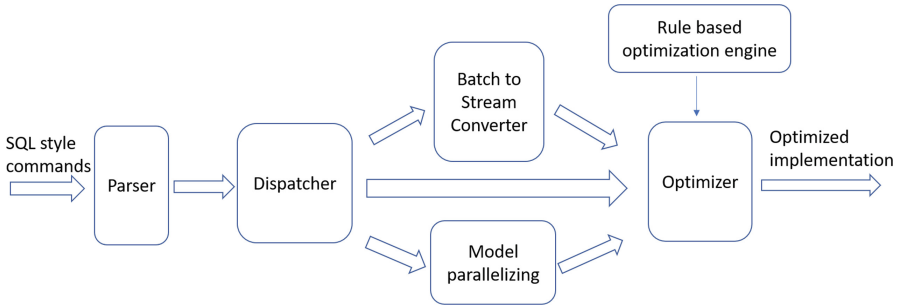 SQL style
commands
Parser
Dispatcher
Batch to
Stream
Converter
Model
parallelizing
Rule based
optimization engine
Optimizer
Optimized
implementation